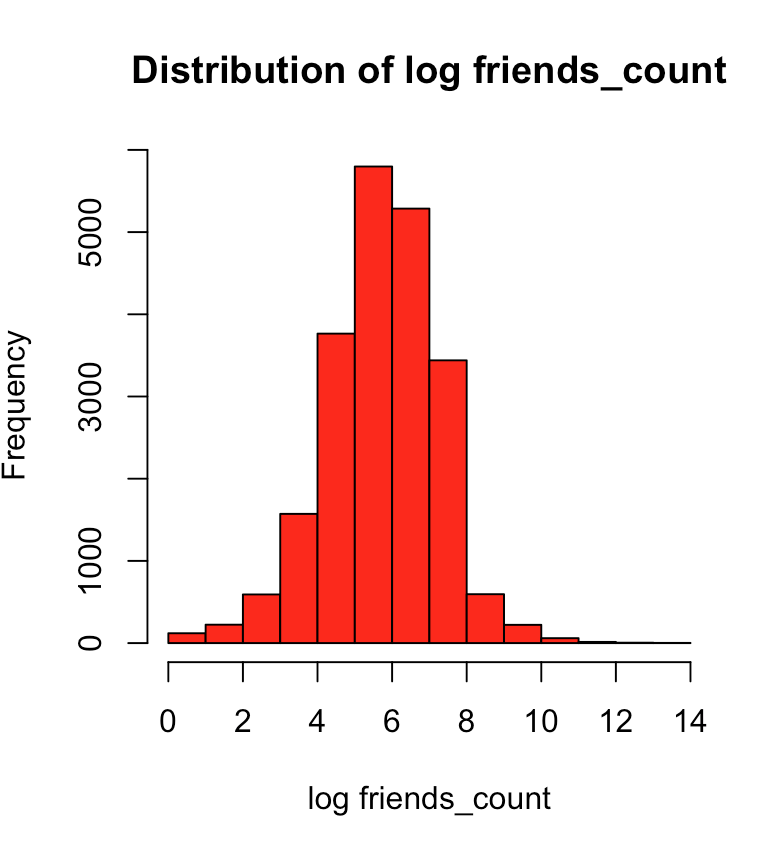 Distribution of log friends_count
Frequency
5000
3000
1000
0
0 2 4 6 8 10 12 14
log friends_count